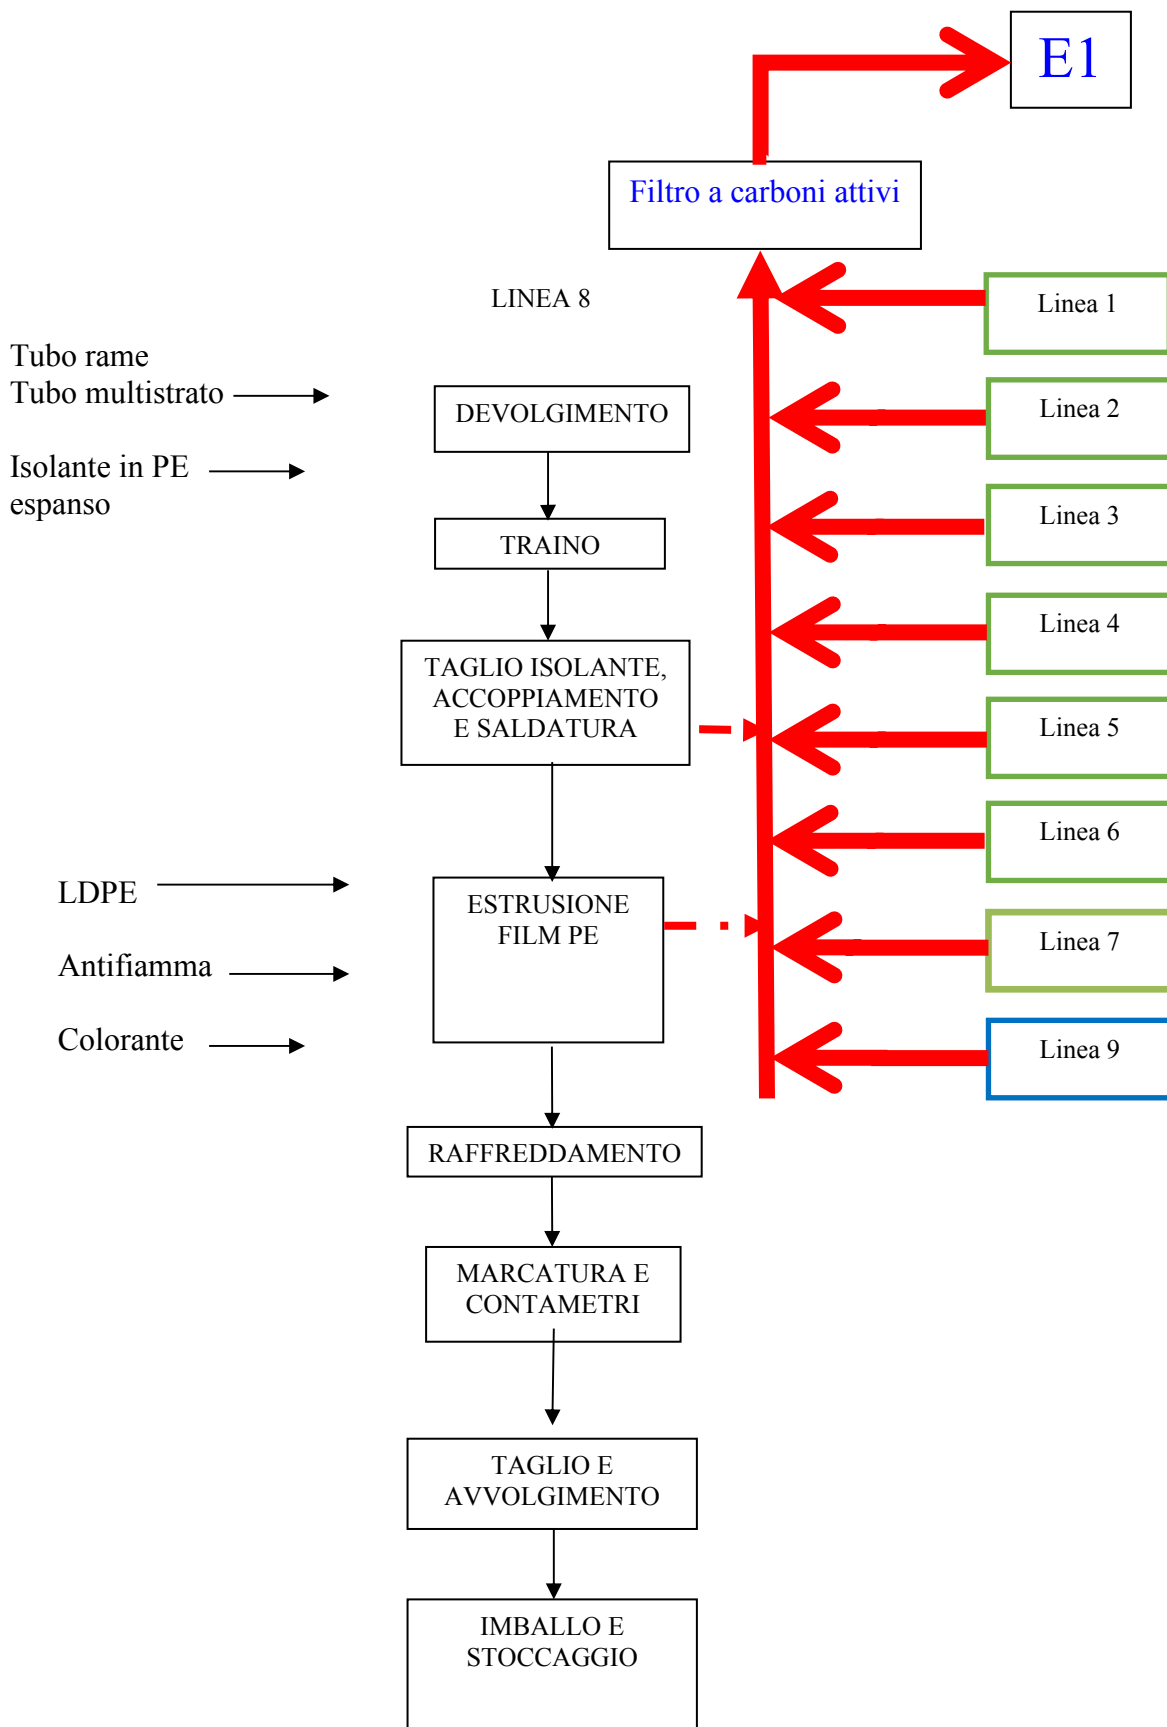 E1
Filtro a carboni attivi
LINEA 8
Linea 1
Tubo rame
Tubo multistrato
DEVOLGIMENTO
Linea 2
Isolante in PE
espanso
TRAINO
Linea 3
TAGLIO ISOLANTE,
ACCOPPIAMENTO
E SALDATURA
Linea 4
Linea 5
Linea 6
LDPE
Antifiamma
Colorante
ESTRUSIONE
FILM PE
Linea 7
Linea 9
RAFFREDDAMENTO
MARCATURA E
CONTAMETRI
TAGLIO E
AVVOLGIMENTO
IMBALLO E
STOCCAGGIO